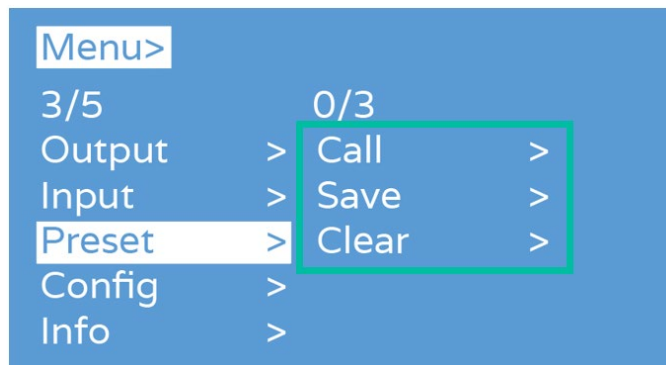 Menu>
3/5 0/3
Output > Call >
Input > Save >
Preset > Clear >
Config >
Info >